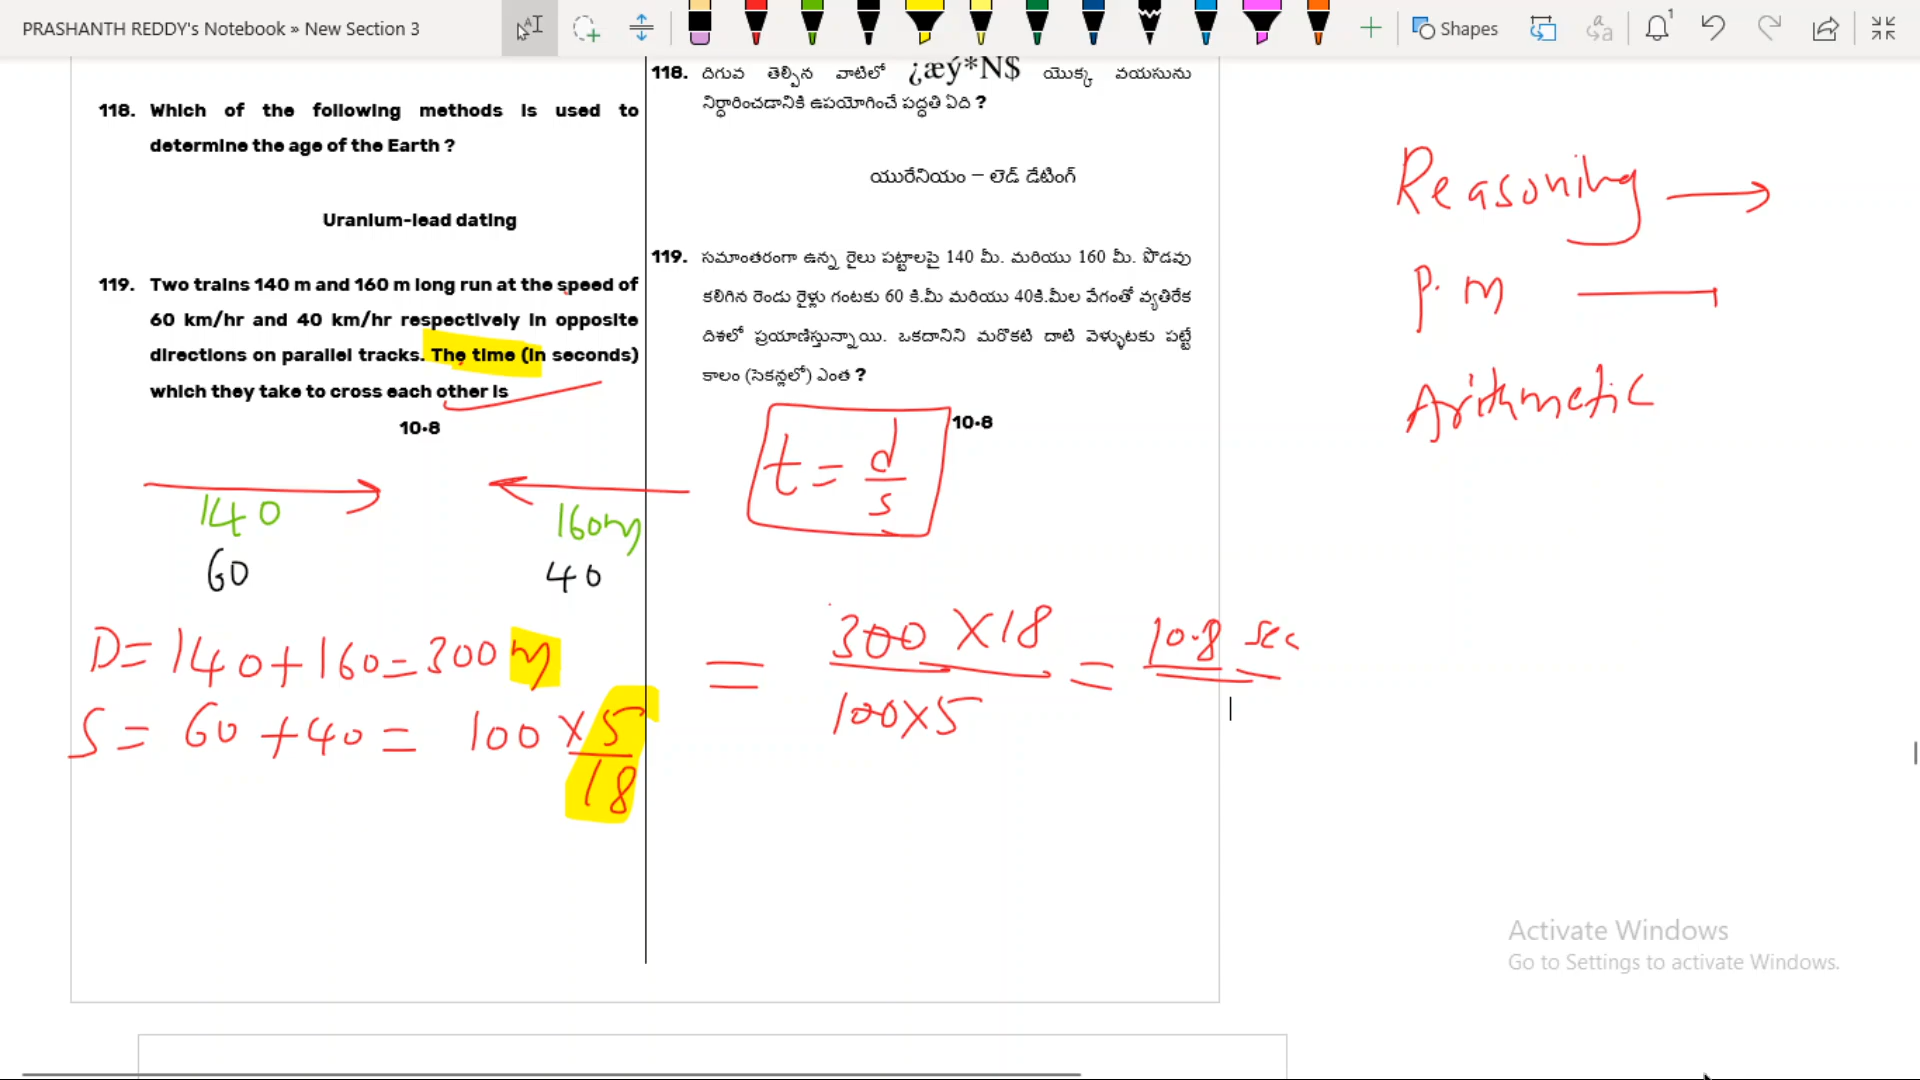 PRASHANTH REDDY's Notebook » New Section 3
Shapes
1
118. Which of the following methods is used to
determine the age of the Earth ?
Uranium-lead dating
119. Two trains 140 m and 160 m long run at the speed of
60 km/hr and 40 km/hr respectively in opposite
directions on parallel tracks. The time (in seconds)
which they take to cross each other is
10·8
118. దిగువ తెల్పిన వాటిలో ¿æý*N$ యొక్క వయసును
నిర్ధారించడానికి ఉపయోగించే పద్ధతి ఏది ?
యురేనియం – లెడ్ డేటింగ్
119. సమాంతరంగా ఉన్న రైలు పట్టాలపై 140 మీ. మరియు 160 మీ. పొడవు
కలిగిన రెండు రైళ్లు గంటకు 60 కి.మీ మరియు 40కి.మీల వేగంతో వ్యతిరేక
దిశలో ప్రయాణిస్తున్నాయి. ఒకదానిని మరొకటి దాటి వెళ్ళుటకు పట్టే
కాలం (సెకన్లలో) ఎంత ?
10·8
t = d/s
140
60
160m
40
D = 140 + 160 = 300 m
S = 60 + 40 = 100 × 5/18
= 300 × 18 / 100 × 5 = 10.8 sec
Reasoning →
P. M
Arithmetic
Activate Windows
Go to Settings to activate Windows.